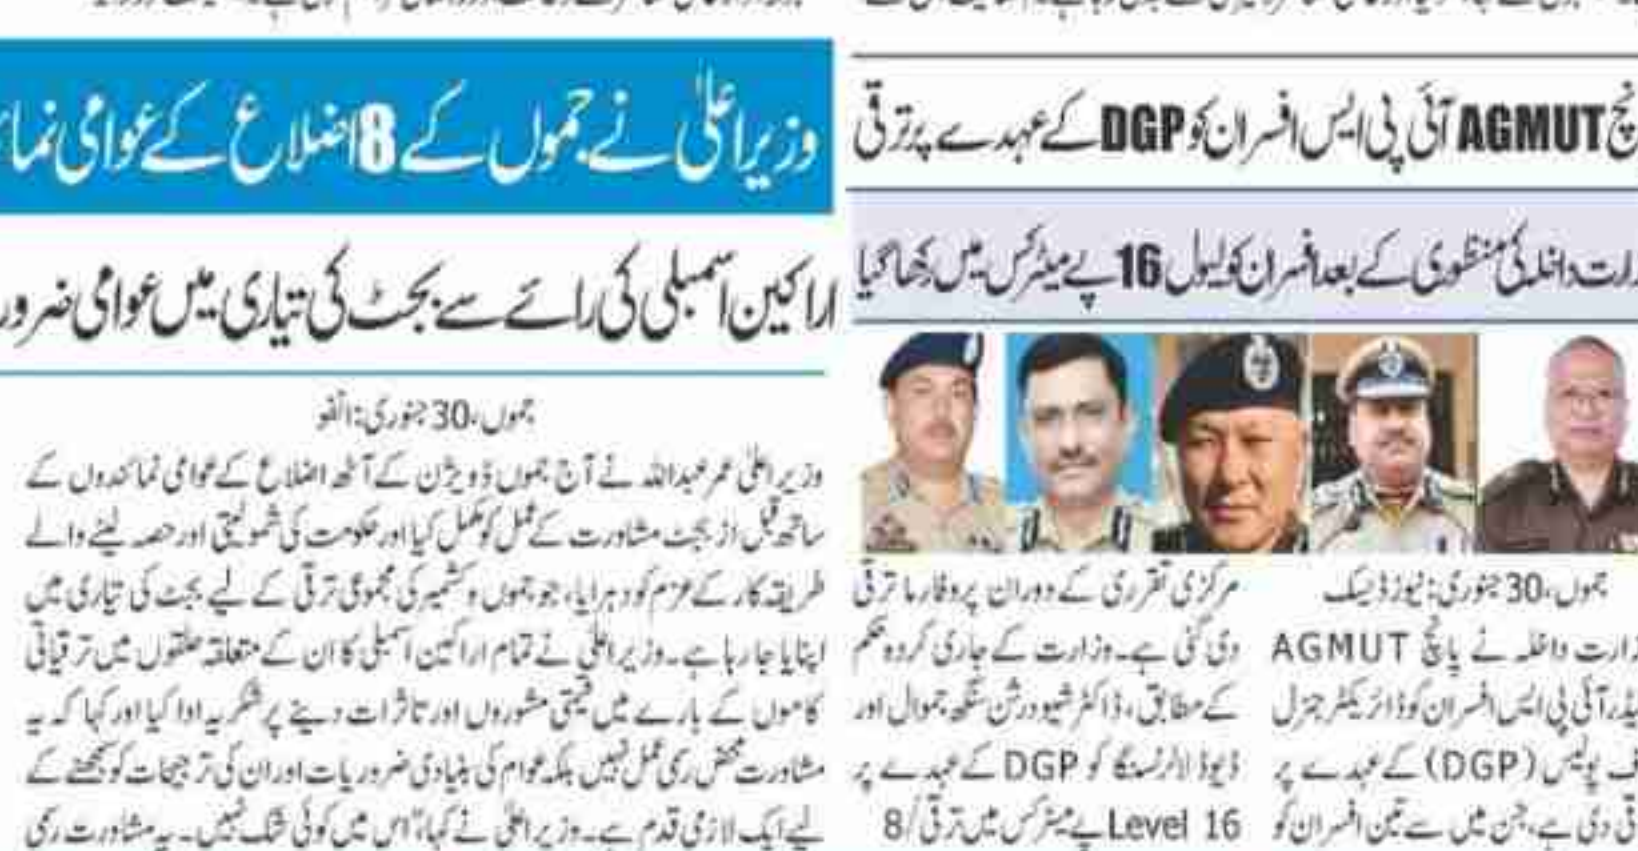 پانچ AGMUT آئی پی ایس افسران کو DGP کے عہدے پر ترقی
وزارت داخلہ کی منظوری کے بعد افسران کو لیول 16 پے میٹرکس میں رکھا گیا
جموں، 30 جنوری: نیوز ڈیسک
وزارت داخلہ نے پانچ AGMUT
کیڈر آئی پی ایس افسران کو ڈائریکٹر جنرل
آف پولیس (DGP) کے عہدے پر
ترقی دی ہے، جن میں سے تین افسران کو
مرکزی تقرری کے دوران پروفارما ترقی
دی گئی ہے۔ وزارت کے جاری کردہ حکم
کے مطابق، ڈاکٹر شیو درشن سنگھ جموال اور
ڈیوڈ لالرنسنگا کو DGP کے عہدے پر
Level 16 پے میٹرکس میں ترقی /8
وزیراعلیٰ نے جموں کے 8 اضلاع کے عوامی
اراکین اسمبلی کی رائے سے بجٹ کی تیاری میں عوامی
جموں، 30 جنوری: انفو
وزیر اعلیٰ عمر عبداللہ نے آج جموں ڈویژن کے آٹھ اضلاع کے عوامی نمائندوں کے
ساتھ قبل از بجٹ مشاورت کے عمل کو مکمل کیا اور حکومت کی شمولیتی اور حصہ لینے والے
طریقہ کار کے عزم کو دہرایا، جو جموں و کشمیر کی مجموعی ترقی کے لیے بجٹ کی تیاری میں
اپنایا جا رہا ہے۔ وزیر اعلیٰ نے تمام اراکین اسمبلی کا ان کے متعلقہ حلقوں میں ترقیاتی
کاموں کے بارے میں قیمتی مشوروں اور تاثرات دینے پر شکریہ ادا کیا اور کہا کہ یہ
مشاورت محض رسمی عمل نہیں بلکہ عوام کی بنیادی ضروریات اور ان کی ترجیحات کو سمجھنے کے
لیے ایک لازمی قدم ہے۔ وزیر اعلیٰ نے کہا، "اس میں کوئی شک نہیں۔ یہ مشاورت رسمی